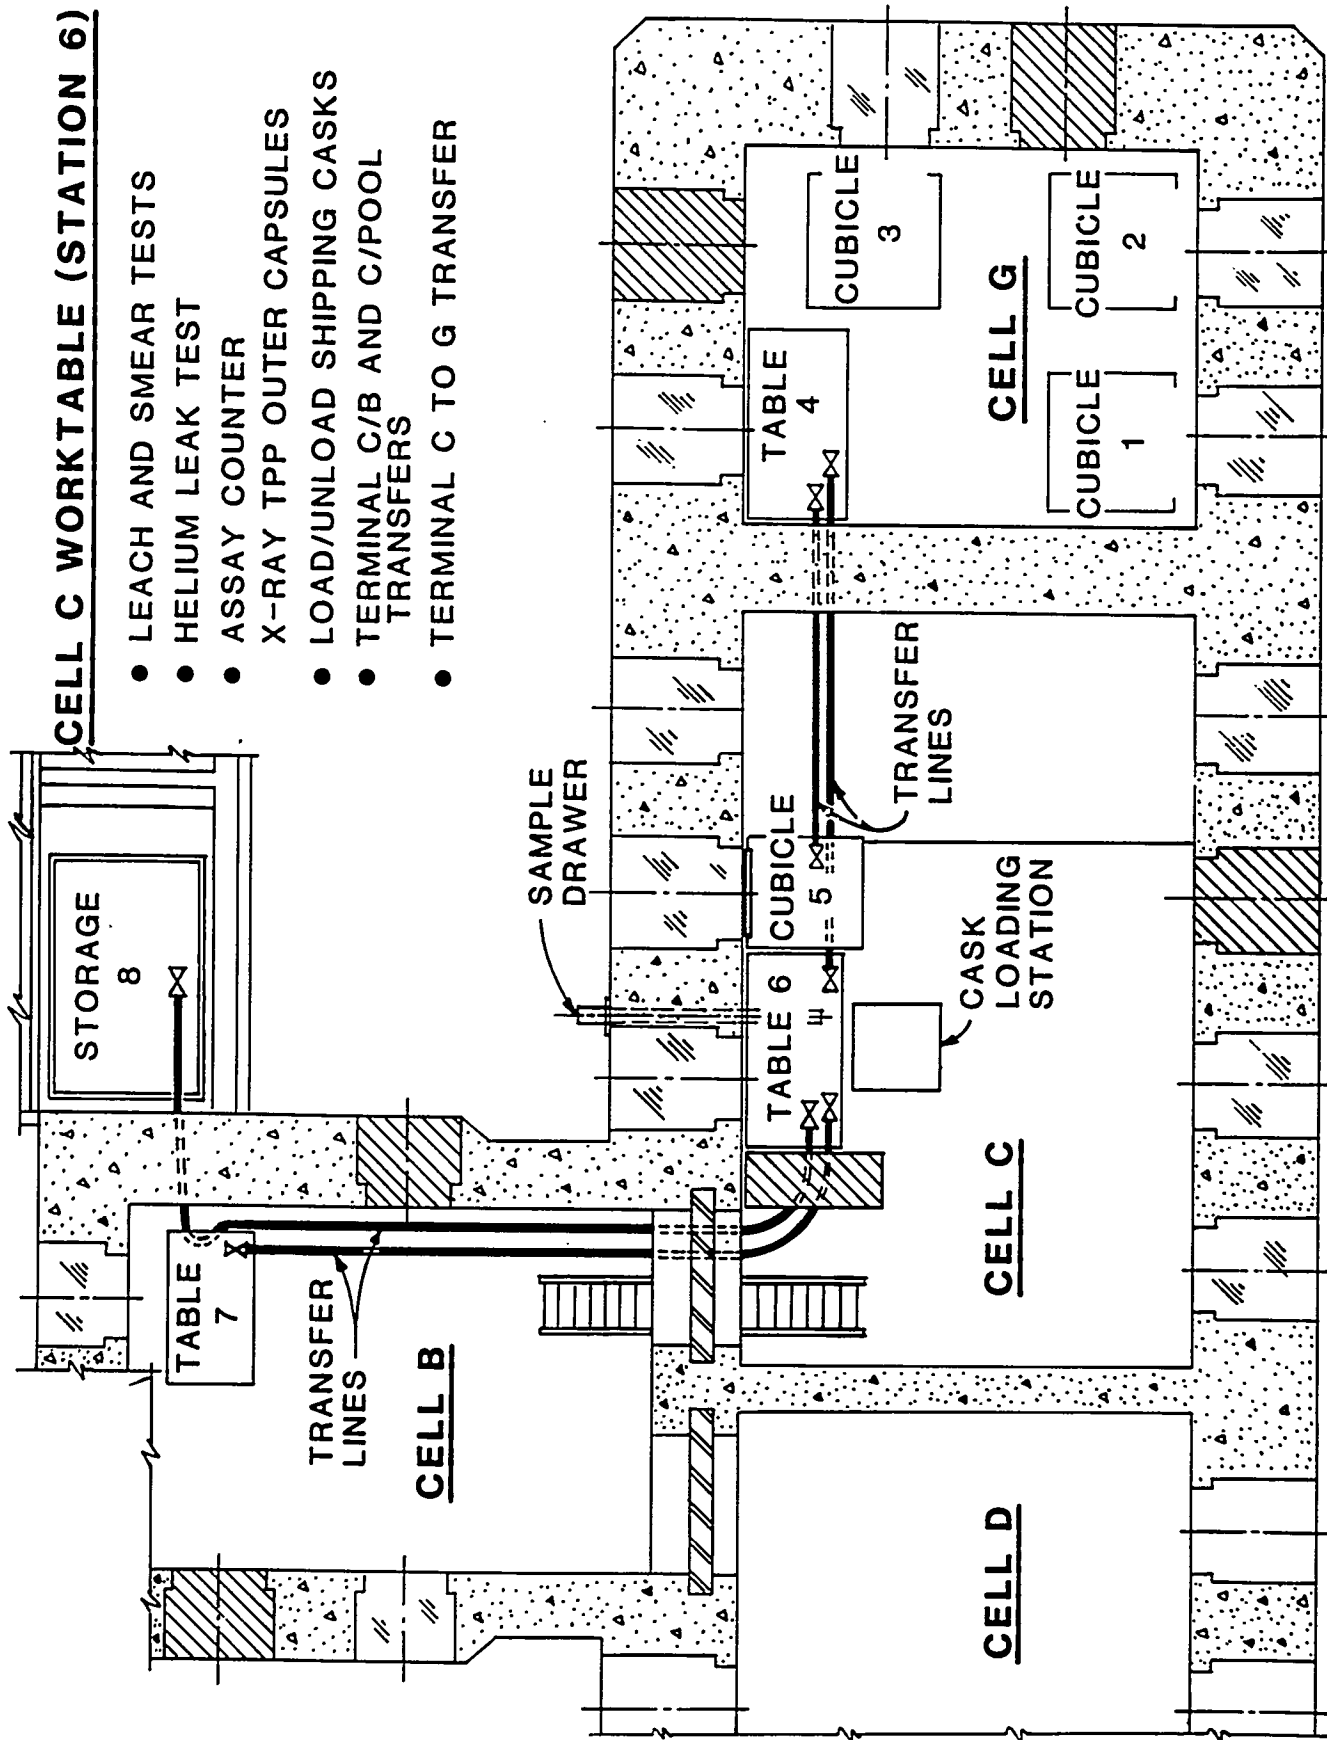 CELL C WORKTABLE (STATION 6)
● LEACH AND SMEAR TESTS
● HELIUM LEAK TEST
● ASSAY COUNTER
X-RAY TPP OUTER CAPSULES
● LOAD/UNLOAD SHIPPING CASKS
● TERMINAL C/B AND C/POOL
TRANSFERS
● TERMINAL C TO G TRANSFER
STORAGE
8
TABLE
7
TRANSFER
LINES
CELL B
SAMPLE
DRAWER
TABLE 6
CUBICLE
5
TRANSFER
LINES
CASK
LOADING
STATION
TABLE
4
CUBICLE
3
CELL G
CUBICLE
1
CUBICLE
2
CELL D
CELL C